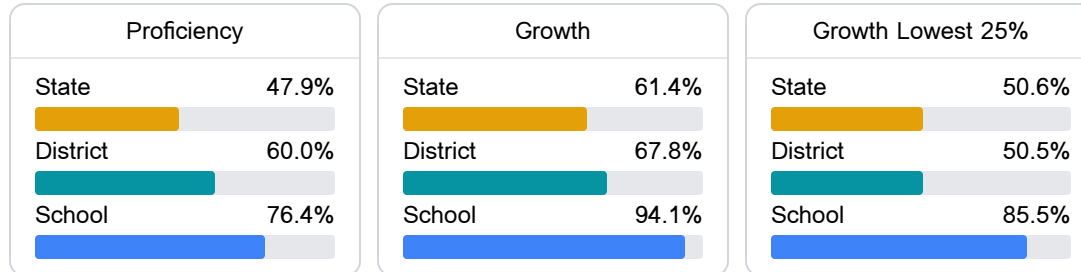 Proficiency
State 47.9%
District 60.0%
School 76.4%
Growth
State 61.4%
District 67.8%
School 94.1%
Growth Lowest 25%
State 50.6%
District 50.5%
School 85.5%